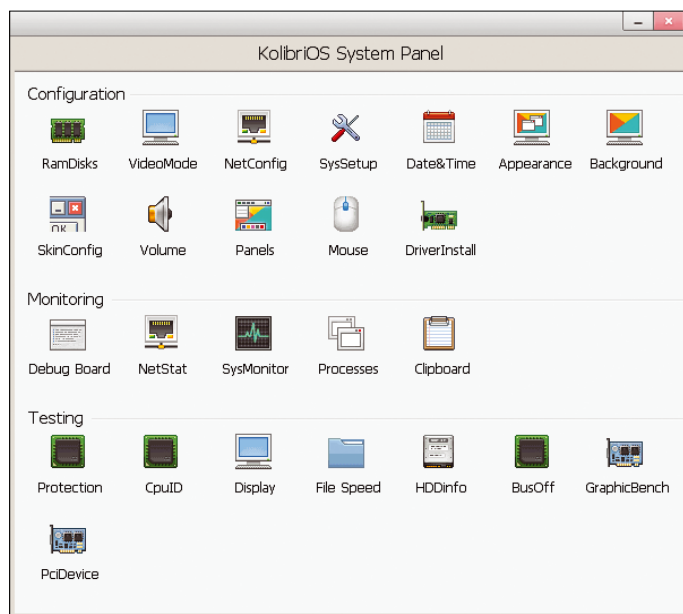 KolibriOS System Panel
Configuration
RamDisks VideoMode NetConfig SysSetup Date&Time Appearance Background
OK
SkinConfig Volume Panels Mouse DriverInstall
Monitoring
Debug Board NetStat SysMonitor Processes Clipboard
Testing
Protection CpuID Display File Speed HDDinfo BusOff GraphicBench
PciDevice